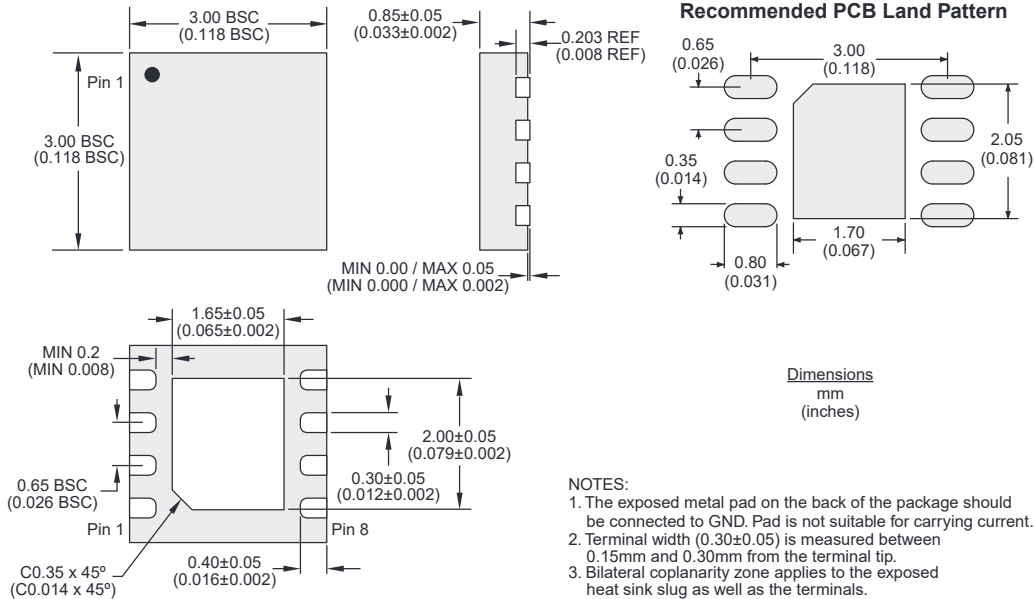 3.00 BSC
(0.118 BSC)
Pin 1
3.00 BSC
(0.118 BSC)
0.85±0.05
(0.033±0.002)
0.203 REF
(0.008 REF)
MIN 0.00 / MAX 0.05
(MIN 0.000 / MAX 0.002)
Recommended PCB Land Pattern
0.65
(0.026)
3.00
(0.118)
2.05
(0.081)
0.35
(0.014)
1.70
(0.067)
0.80
(0.031)
1.65±0.05
(0.065±0.002)
MIN 0.2
(MIN 0.008)
2.00±0.05
(0.079±0.002)
0.30±0.05
(0.012±0.002)
0.65 BSC
(0.026 BSC)
Pin 1
Pin 8
C0.35 x 45º
(C0.014 x 45º)
0.40±0.05
(0.016±0.002)
Dimensions
mm
(inches)
NOTES:
1. The exposed metal pad on the back of the package should
be connected to GND. Pad is not suitable for carrying current.
2. Terminal width (0.30±0.05) is measured between
0.15mm and 0.30mm from the terminal tip.
3. Bilateral coplanarity zone applies to the exposed
heat sink slug as well as the terminals.